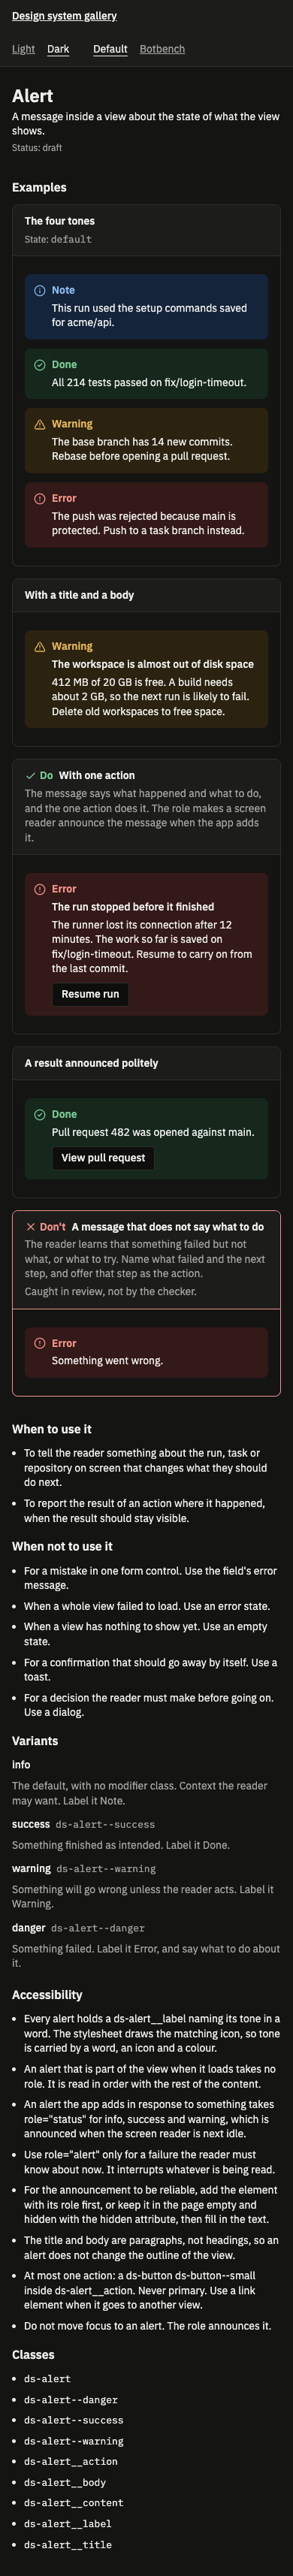 Design system gallery
Light Dark Default Botbench
Alert
A message inside a view about the state of what the view
shows.
Status: draft
Examples
The four tones
State: default
Note
This run used the setup commands saved
for acme/api.
Done
All 214 tests passed on fix/login-timeout.
Warning
The base branch has 14 new commits.
Rebase before opening a pull request.
Error
The push was rejected because main is
protected. Push to a task branch instead.
With a title and a body
Warning
The workspace is almost out of disk space
412 MB of 20 GB is free. A build needs
about 2 GB, so the next run is likely to fail.
Delete old workspaces to free space.
Do With one action
The message says what happened and what to do,
and the one action does it. The role makes a screen
reader announce the message when the app adds
it.
Error
The run stopped before it finished
The runner lost its connection after 12
minutes. The work so far is saved on
fix/login-timeout. Resume to carry on from
the last commit.
Resume run
A result announced politely
Done
Pull request 482 was opened against main.
View pull request
Don't A message that does not say what to do
The reader learns that something failed but not
what, or what to try. Name what failed and the next
step, and offer that step as the action.
Caught in review, not by the checker.
Error
Something went wrong.
When to use it
• To tell the reader something about the run, task or
repository on screen that changes what they should
do next.
• To report the result of an action where it happened,
when the result should stay visible.
When not to use it
• For a mistake in one form control. Use the field's error
message.
• When a whole view failed to load. Use an error state.
• When a view has nothing to show yet. Use an empty
state.
• For a confirmation that should go away by itself. Use a
toast.
• For a decision the reader must make before going on.
Use a dialog.
Variants
info
The default, with no modifier class. Context the reader
may want. Label it Note.
success ds-alert--success
Something finished as intended. Label it Done.
warning ds-alert--warning
Something will go wrong unless the reader acts. Label it
Warning.
danger ds-alert--danger
Something failed. Label it Error, and say what to do about
it.
Accessibility
• Every alert holds a ds-alert__label naming its tone in a
word. The stylesheet draws the matching icon, so tone
is carried by a word, an icon and a colour.
• An alert that is part of the view when it loads takes no
role. It is read in order with the rest of the content.
• An alert the app adds in response to something takes
role="status" for info, success and warning, which is
announced when the screen reader is next idle.
• Use role="alert" only for a failure the reader must
know about now. It interrupts whatever is being read.
• For the announcement to be reliable, add the element
with its role first, or keep it in the page empty and
hidden with the hidden attribute, then fill in the text.
• The title and body are paragraphs, not headings, so an
alert does not change the outline of the view.
• At most one action: a ds-button ds-button--small
inside ds-alert__action. Never primary. Use a link
element when it goes to another view.
• Do not move focus to an alert. The role announces it.
Classes
• ds-alert
• ds-alert--danger
• ds-alert--success
• ds-alert--warning
• ds-alert__action
• ds-alert__body
• ds-alert__content
• ds-alert__label
• ds-alert__title